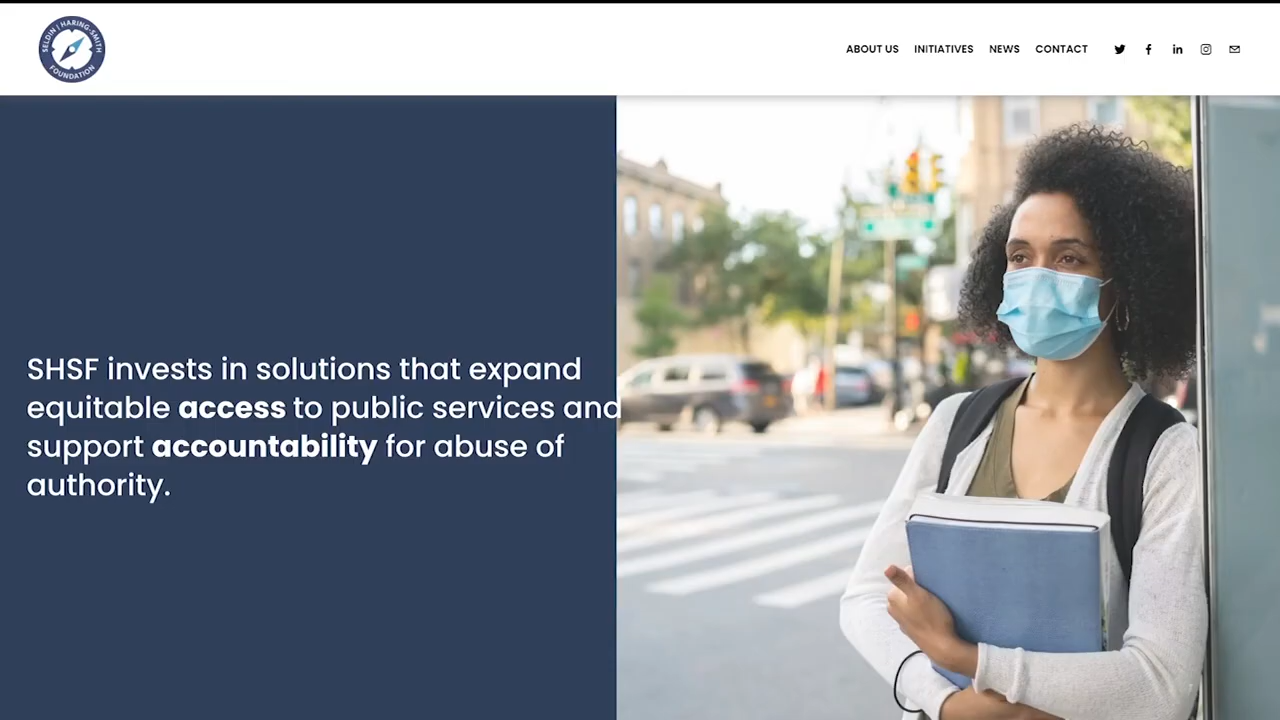 SELDIN | HARING-SMITH
FOUNDATION
ABOUT US INITIATIVES NEWS CONTACT
SHSF invests in solutions that expand
equitable access to public services and
support accountability for abuse of
authority.